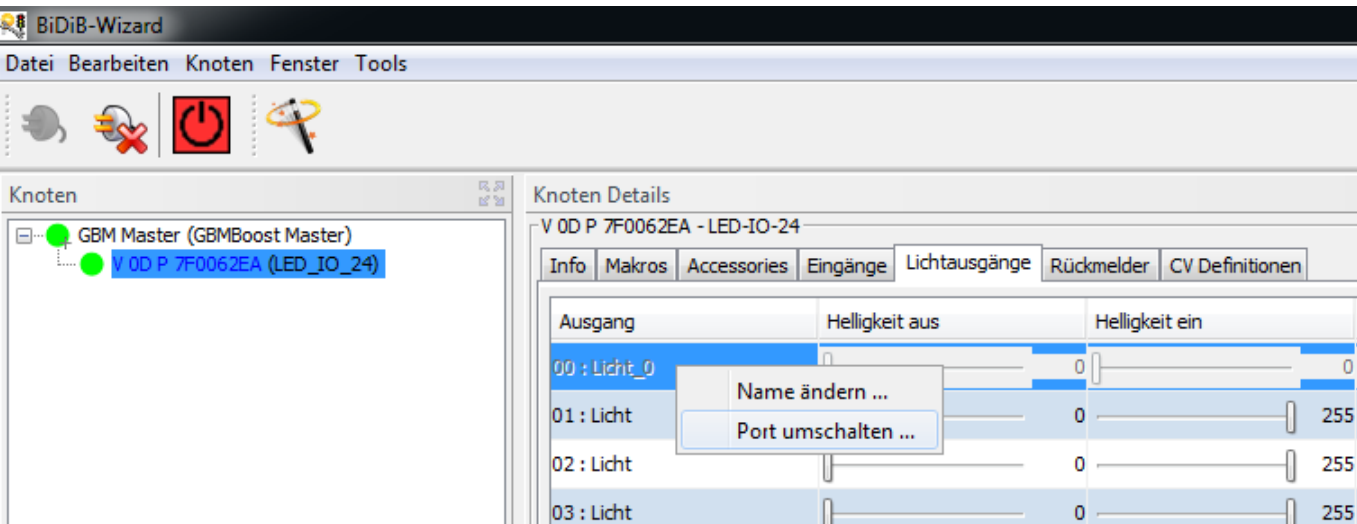 BiDiB-Wizard
Datei Bearbeiten Knoten Fenster Tools
Knoten
Knoten Details
GBM Master (GBMBoost Master)
V 0D P 7F0062EA (LED_IO_24)
V 0D P 7F0062EA - LED-IO-24
Info Makros Accessories Eingänge Lichtausgänge Rückmelder CV Definitionen
Ausgang Helligkeit aus Helligkeit ein
00 : Licht_0 0 0
Name ändern ...
01 : Licht 0 255
Port umschalten ...
02 : Licht 0 255
03 : Licht 0 255